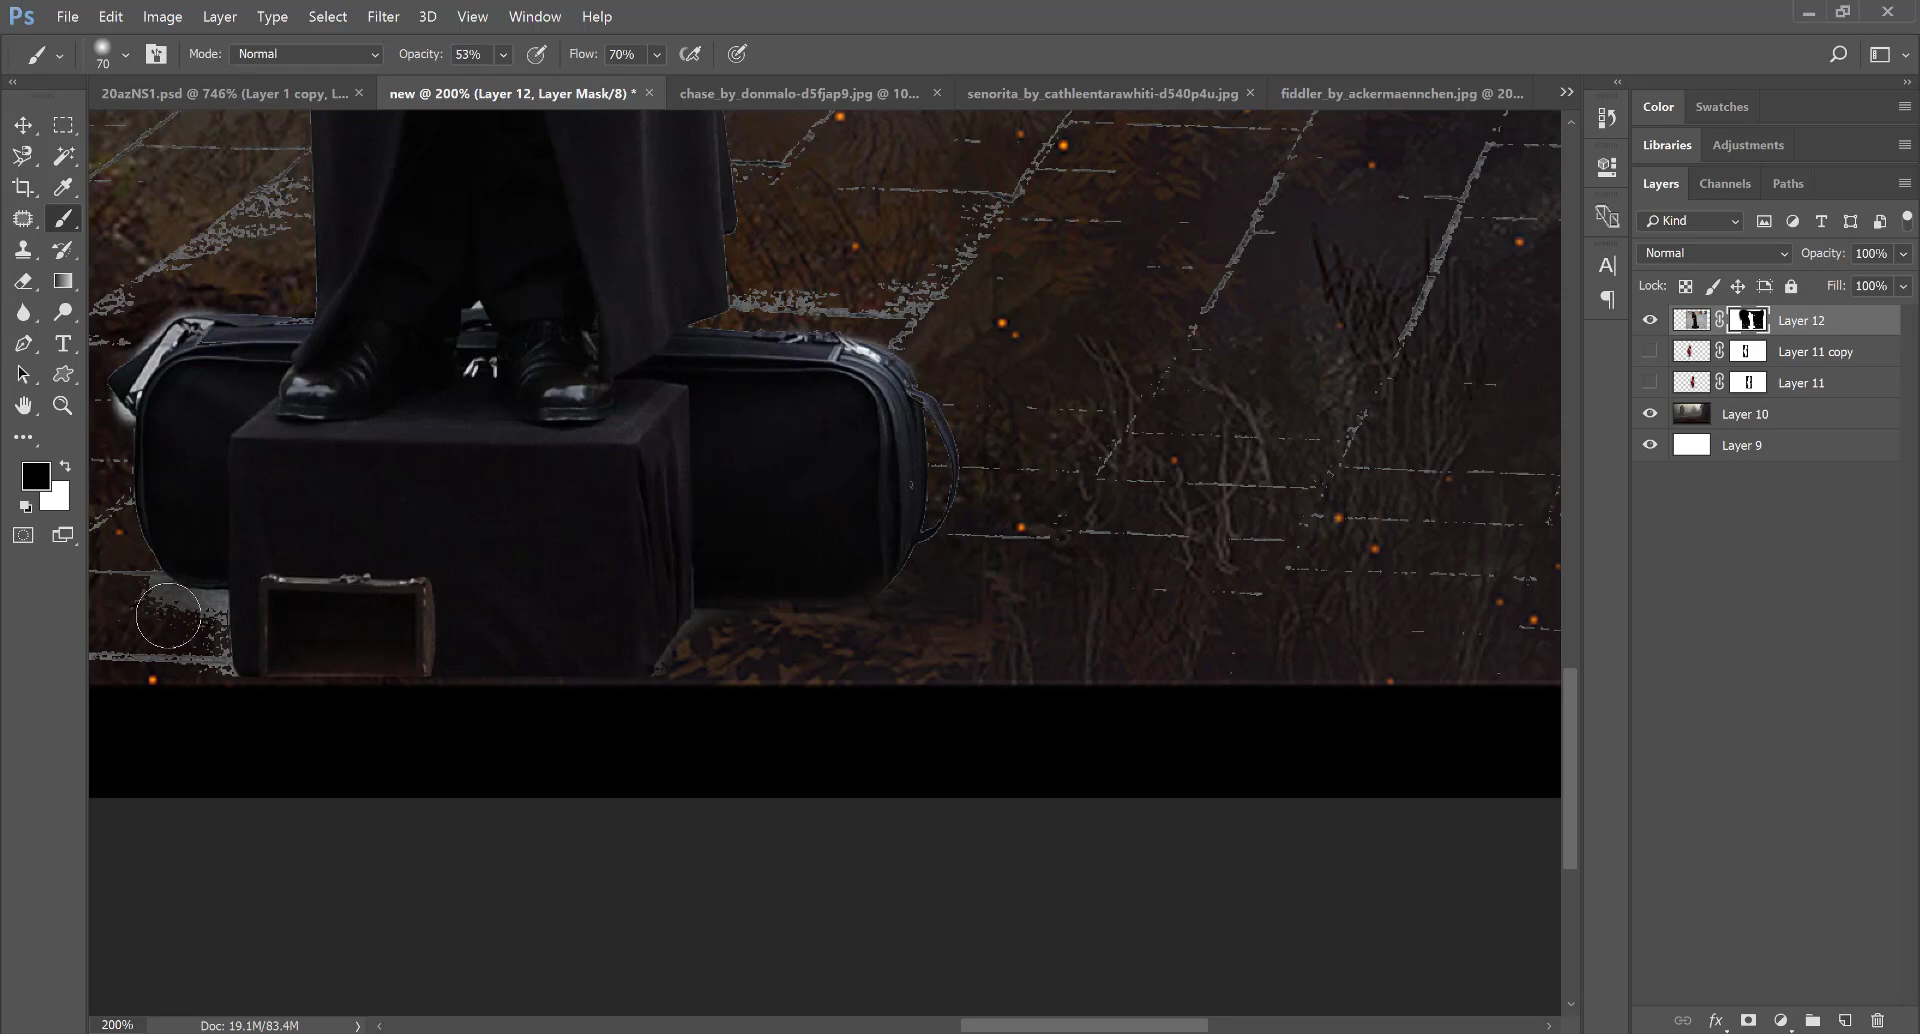 Ps File Edit Image Layer Type Select Filter 3D View Window Help
70 Mode: Normal Opacity: 53% Flow: 70%
20azNS1.psd @ 746% (Layer 1 copy, L... new @ 200% (Layer 12, Layer Mask/8) * chase_by_donmalo-d5fjap9.jpg @ 10... senorita_by_cathleentarawhiti-d540p4u.jpg fiddler_by_ackermaennchen.jpg @ 20...
Color Swatches
Libraries Adjustments
Layers Channels Paths
Kind
Normal Opacity: 100%
Lock: Fill: 100%
Layer 12
Layer 11 copy
Layer 11
Layer 10
Layer 9
200% Doc: 19.1M/83.4M